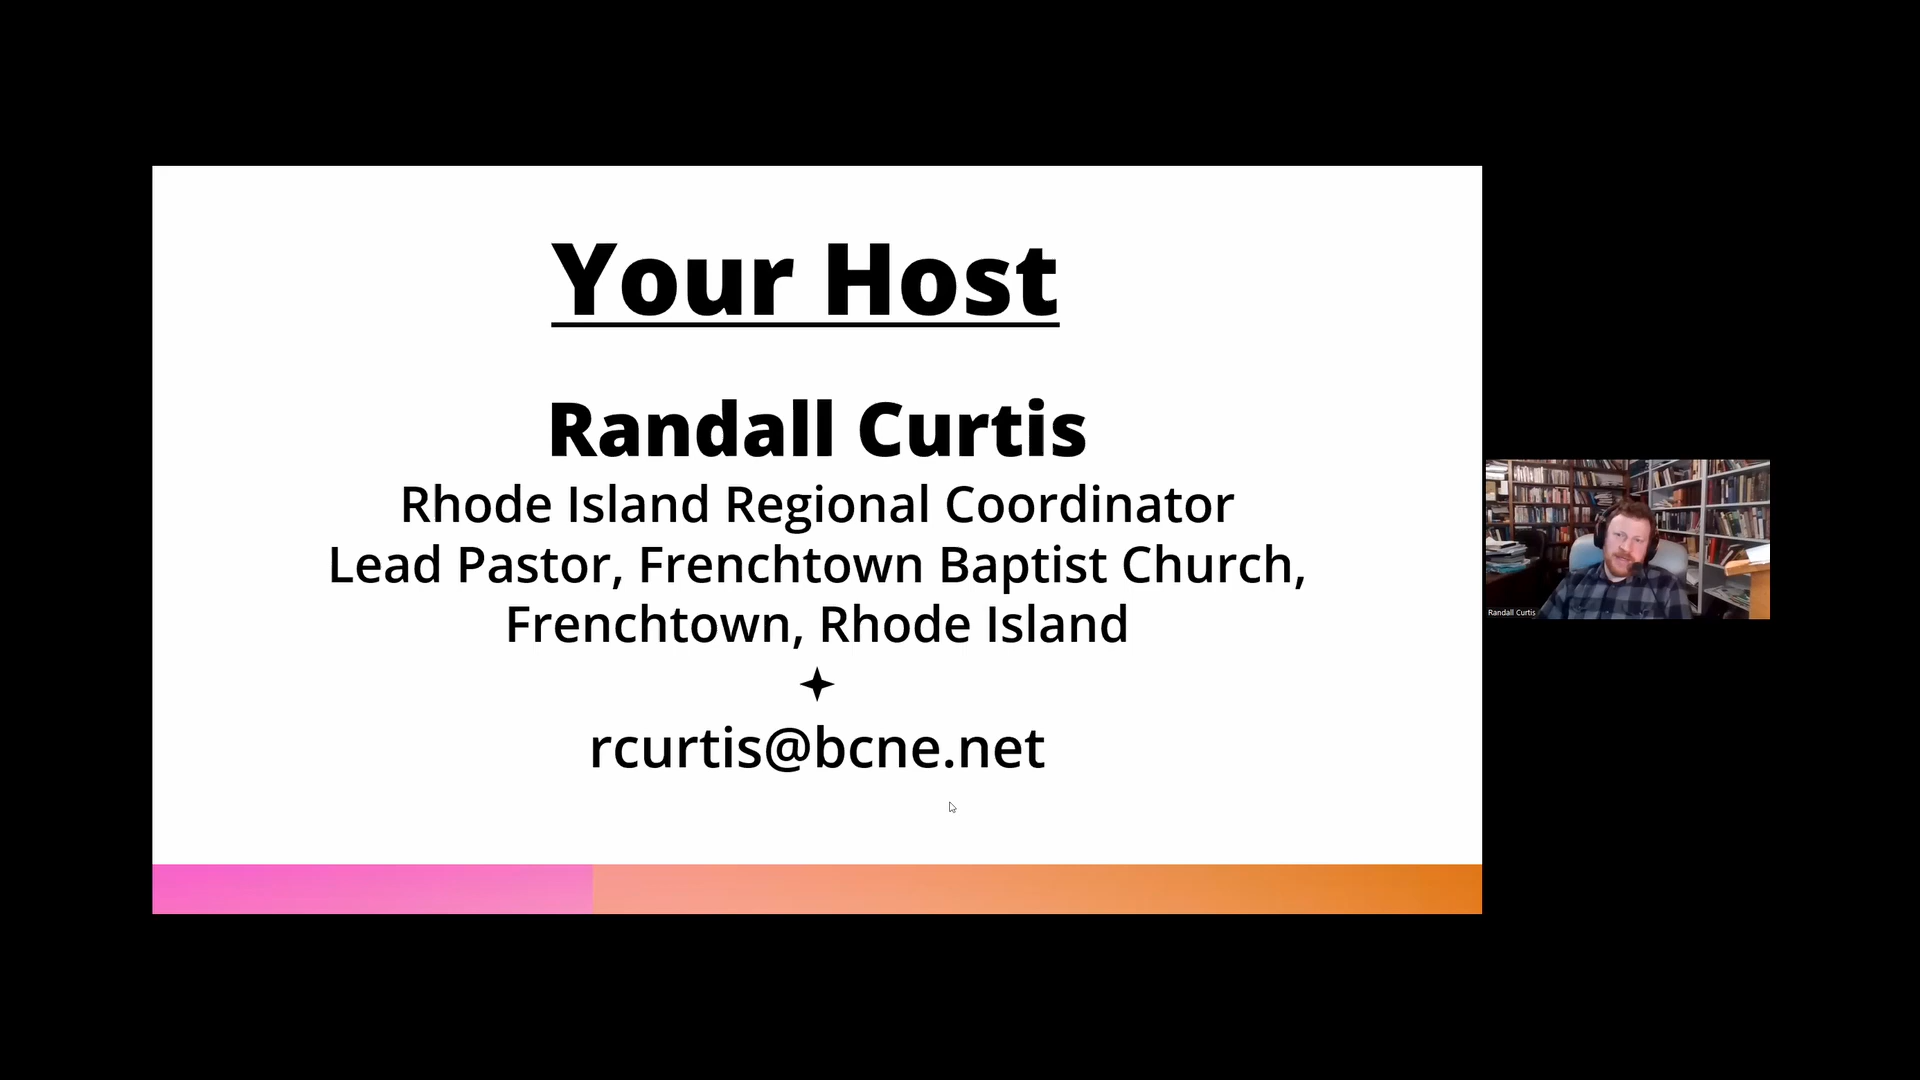 Your Host
Randall Curtis
Rhode Island Regional Coordinator
Lead Pastor, Frenchtown Baptist Church,
Frenchtown, Rhode Island
rcurtis@bcne.net
Randall Curtis